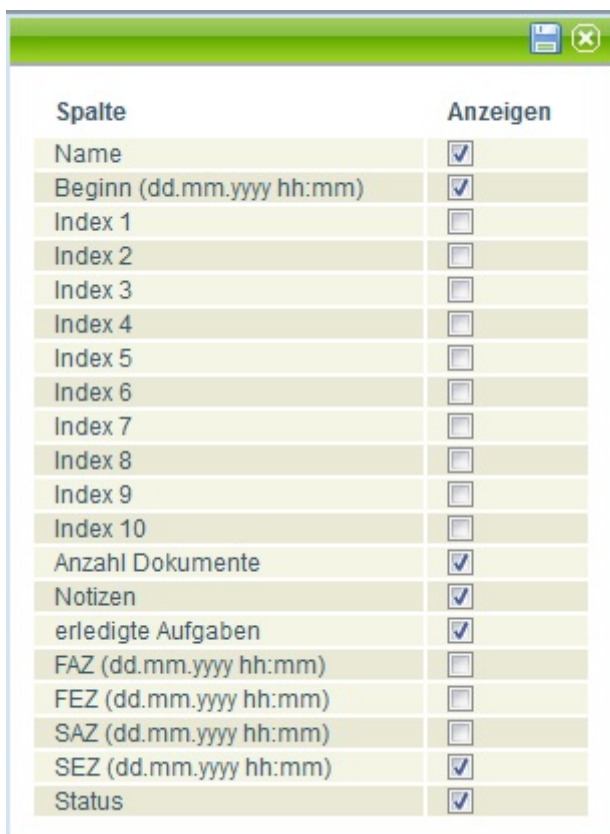 Spalte Anzeigen
Name
Beginn (dd.mm.yyyy hh:mm)
Index 1
Index 2
Index 3
Index 4
Index 5
Index 6
Index 7
Index 8
Index 9
Index 10
Anzahl Dokumente
Notizen
erledigte Aufgaben
FAZ (dd.mm.yyyy hh:mm)
FEZ (dd.mm.yyyy hh:mm)
SAZ (dd.mm.yyyy hh:mm)
SEZ (dd.mm.yyyy hh:mm)
Status